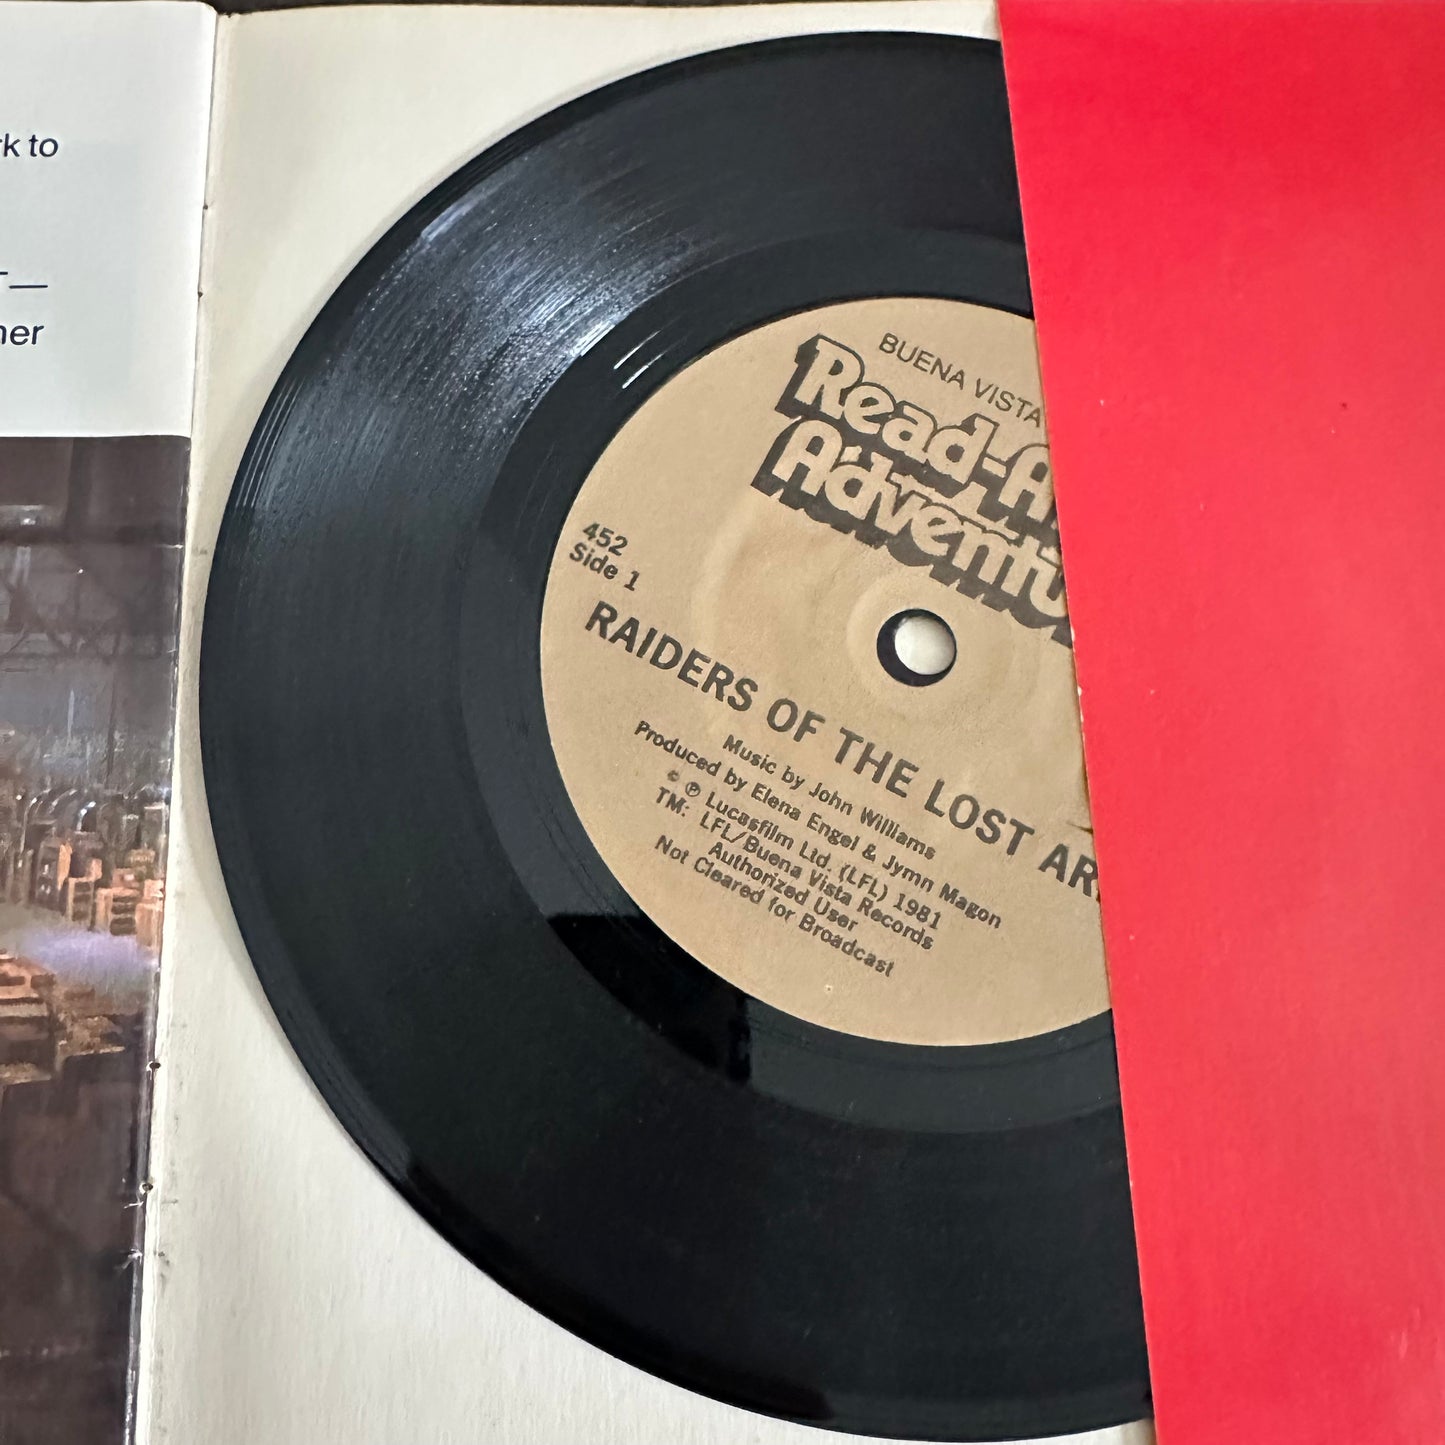 rk to
her
BUENA VISTA
Read-A
Adventu
452
Side 1
RAIDERS OF THE LOST AR
Music by John Williams
Produced by Elena Engel & Jymn Magon
© ℗ Lucasfilm Ltd. (LFL) 1981
TM: LFL/Buena Vista Records
Authorized User
Not Cleared for Broadcast